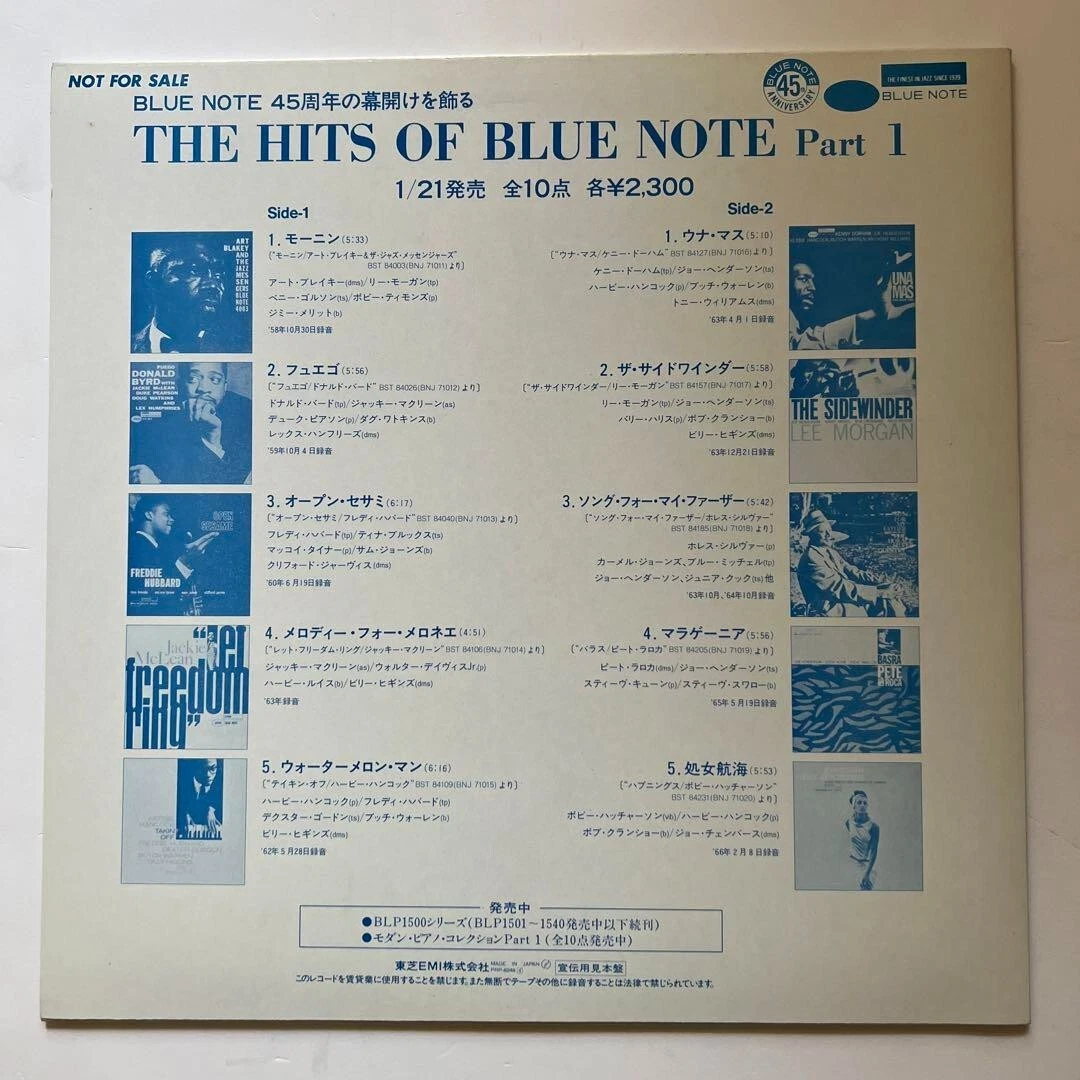 NOT FOR SALE
BLUE NOTE 45周年の幕開けを飾る
BLUE NOTE
45th
ANNIVERSARY
THE FINEST IN JAZZ SINCE 1939
BLUE NOTE
THE HITS OF BLUE NOTE Part 1
1/21発売 全10点 各¥2,300
Side-1
ART
BLAKEY
AND
THE JAZZ
MES
SEN
GERS
BLUE
NOTE
4003
1. モーニン(5:33)
〔"モーニン/アート・ブレイキー&ザ・ジャズ・メッセンジャーズ"
BST 84003(BNJ 71011)より〕
アート・ブレイキー(dms)/リー・モーガン(tp)
ベニー・ゴルソン(ts)/ボビー・ティモンズ(p)
ジミー・メリット(b)
'58年10月30日録音
FUEGO
DONALD
BYRD WITH
JACKIE McLEAN
DUKE PEARSON
DOUG WATKINS
AND
LEX HUMPHRIES
2. フュエゴ(5:56)
〔"フュエゴ/ドナルド・バード" BST 84026(BNJ 71012)より〕
ドナルド・バード(tp)/ジャッキー・マクリーン(as)
デューク・ピアソン(p)/ダグ・ワトキンス(b)
レックス・ハンフリーズ(dms)
'59年10月4日録音
OPEN
SESAME
FREDDIE
HUBBARD
3. オープン・セサミ(6:17)
〔"オープン・セサミ/フレディ・ハバード" BST 84040(BNJ 71013)より〕
フレディ・ハバード(tp)/ティナ・ブルックス(ts)
マッコイ・タイナー(p)/サム・ジョーンズ(b)
クリフォード・ジャーヴィス(dms)
'60年6月19日録音
Jackie
McLean
"let
freedom
ring"
4. メロディー・フォー・メロネエ(4:51)
〔"レット・フリーダム・リング/ジャッキー・マクリーン" BST 84106(BNJ 71014)より〕
ジャッキー・マクリーン(as)/ウォルター・デイヴィスJr.(p)
ハービー・ルイス(b)/ビリー・ヒギンズ(dms)
'63年録音
HERBIE
HANCOCK
TAKIN'
OFF
5. ウォーターメロン・マン(6:16)
〔"テイキン・オフ/ハービー・ハンコック" BST 84109(BNJ 71015)より〕
ハービー・ハンコック(p)/フレディ・ハバード(tp)
デクスター・ゴードン(ts)/ブッチ・ウォーレン(b)
ビリー・ヒギンズ(dms)
'62年5月28日録音
Side-2
1. ウナ・マス(5:10)
〔"ウナ・マス/ケニー・ドーハム" BST 84127(BNJ 71016)より〕
ケニー・ドーハム(tp)/ジョー・ヘンダーソン(ts)
ハービー・ハンコック(p)/ブッチ・ウォーレン(b)
トニー・ウィリアムス(dms)
'63年4月1日録音
UNA
MAS
2. ザ・サイドワインダー(5:58)
〔"ザ・サイドワインダー/リー・モーガン" BST 84157(BNJ 71017)より〕
リー・モーガン(tp)/ジョー・ヘンダーソン(ts)
バリー・ハリス(p)/ボブ・クランショー(b)
ビリー・ヒギンズ(dms)
'63年12月21日録音
THE SIDEWINDER
LEE MORGAN
3. ソング・フォー・マイ・ファーザー(5:42)
〔"ソング・フォー・マイ・ファーザー/ホレス・シルヴァー"
BST 84185(BNJ 71018)より〕
ホレス・シルヴァー(p)
カーメル・ジョーンズ、ブルー・ミッチェル(tp)
ジョー・ヘンダーソン、ジュニア・クック(ts)他
'63年10月、'64年10月録音
4. マラゲーニア(5:56)
〔"バラス/ピート・ラロカ" BST 84205(BNJ 71019)より〕
ピート・ラロカ(dms)/ジョー・ヘンダーソン(ts)
スティーヴ・キューン(p)/スティーヴ・スワロー(b)
'65年5月19日録音
BASRA
PETE
LA ROCA
5. 処女航海(5:53)
〔"ハプニングス/ボビー・ハッチャーソン"
BST 84231(BNJ 71020)より〕
ボビー・ハッチャーソン(vib)/ハービー・ハンコック(p)
ボブ・クランショー(b)/ジョー・チェンバース(dms)
'66年2月8日録音
発売中
●BLP1500シリーズ(BLP1501〜1540発売中以下続刊)
●モダン・ピアノ・コレクションPart 1(全10点発売中)
東芝EMI株式会社 MADE IN JAPAN 宣伝用見本盤
このレコードを賃貸業に使用することを禁じます。また無断でテープその他に録音することは法律で禁じられています。